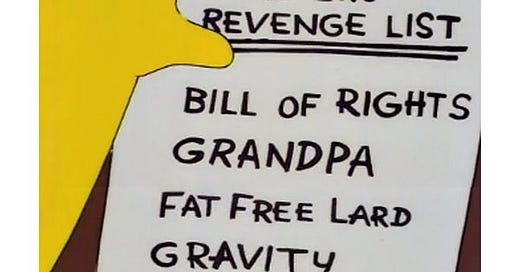 REVENGE LIST
BILL OF RIGHTS
GRANDPA
FAT FREE LARD
GRAVITY